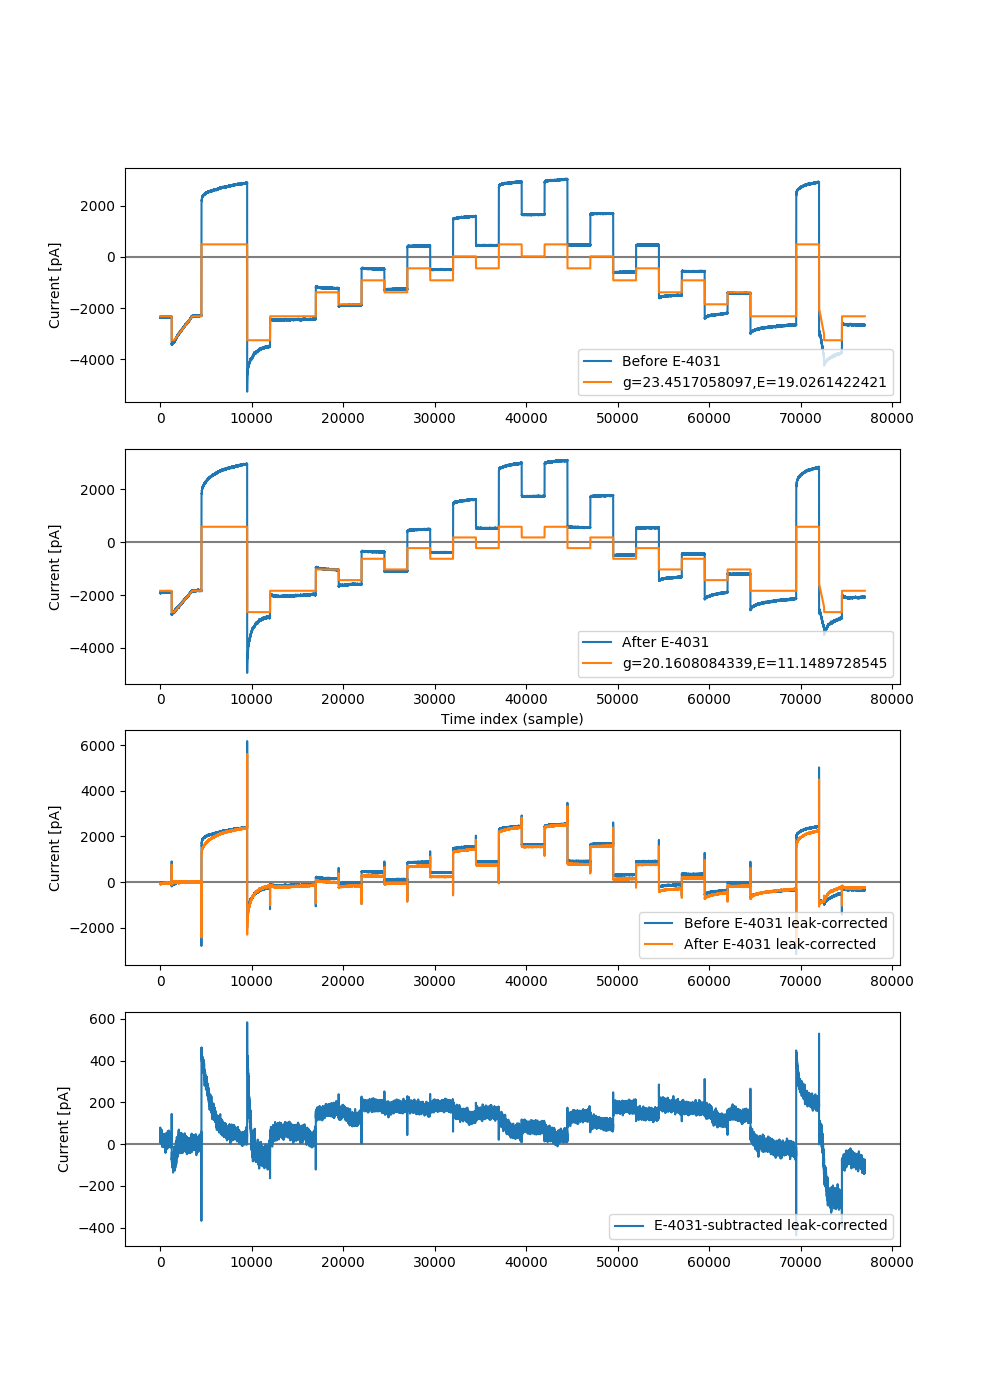 2000
0
−2000
−4000
Current [pA]
Before E-4031
g=23.4517058097,E=19.0261422421
0 10000 20000 30000 40000 50000 60000 70000 80000
2000
0
−2000
−4000
Current [pA]
After E-4031
g=20.1608084339,E=11.1489728545
0 10000 20000 30000 40000 50000 60000 70000 80000
Time index (sample)
6000
4000
2000
0
−2000
Current [pA]
Before E-4031 leak-corrected
After E-4031 leak-corrected
0 10000 20000 30000 40000 50000 60000 70000 80000
600
400
200
0
−200
−400
Current [pA]
E-4031-subtracted leak-corrected
0 10000 20000 30000 40000 50000 60000 70000 80000